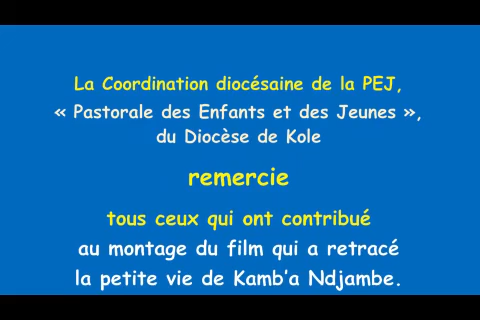 La Coordination diocésaine de la PEJ,
« Pastorale des Enfants et des Jeunes »,
du Diocèse de Kole
remercie
tous ceux qui ont contribué
au montage du film qui a retracé
la petite vie de Kamb’a Ndjambe.